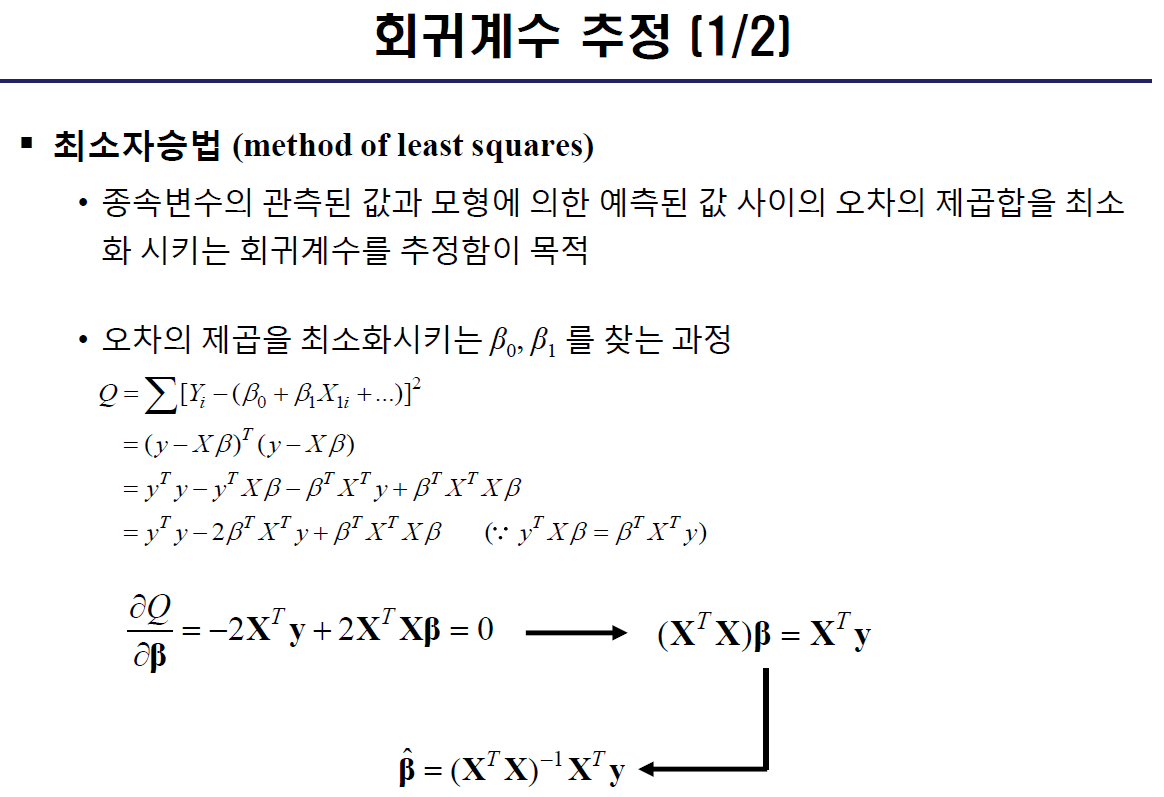 회귀계수 추정 (1/2)
▪ 최소자승법 (method of least squares)
• 종속변수의 관측된 값과 모형에 의한 예측된 값 사이의 오차의 제곱합을 최소
화 시키는 회귀계수를 추정함이 목적
• 오차의 제곱을 최소화시키는 β₀, β₁ 를 찾는 과정
Q = ∑[Yᵢ − (β₀ + β₁X₁ᵢ + ...)]²
= (y − Xβ)ᵀ(y − Xβ)
= yᵀy − yᵀXβ − βᵀXᵀy + βᵀXᵀXβ
= yᵀy − 2βᵀXᵀy + βᵀXᵀXβ (∵ yᵀXβ = βᵀXᵀy)
∂Q/∂β = −2Xᵀy + 2XᵀXβ = 0 → (XᵀX)β = Xᵀy
β̂ = (XᵀX)⁻¹Xᵀy